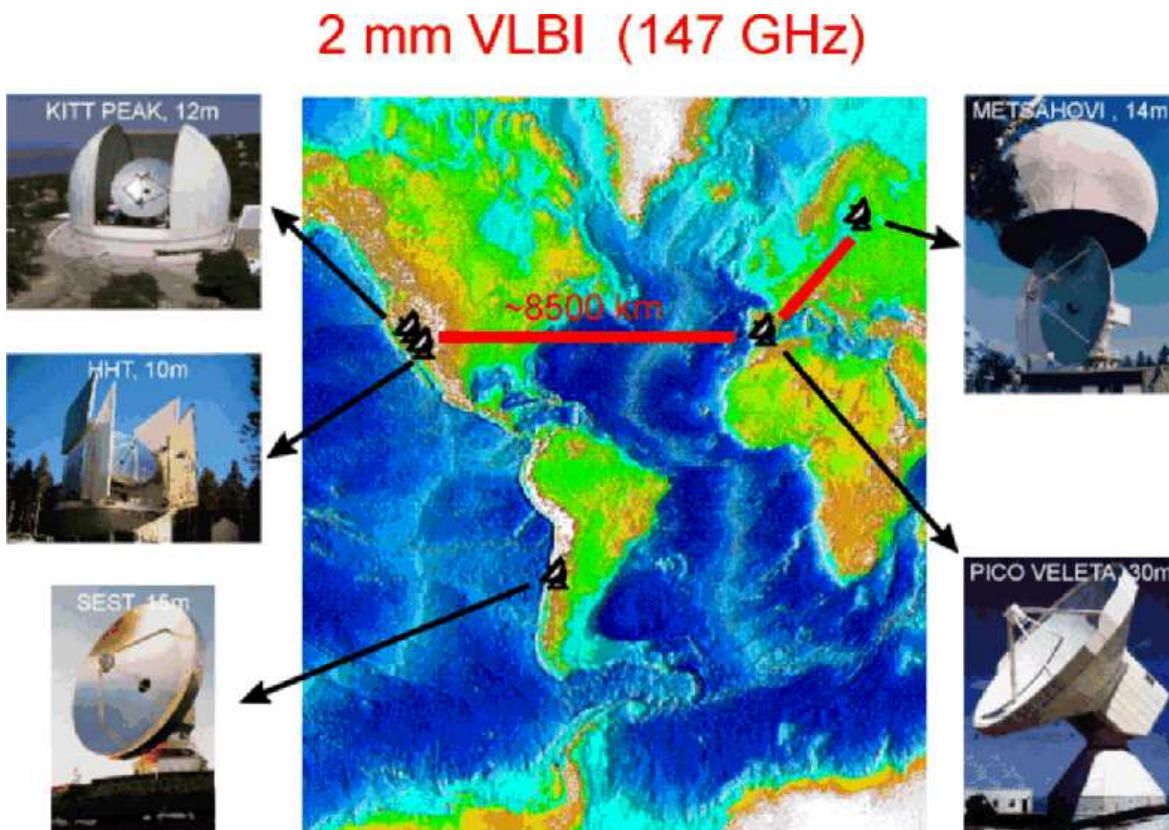 2 mm VLBI (147 GHz)
KITT PEAK, 12m
METSAHOVI , 14m
~8500 km
HHT, 10m
SEST, 15m
PICO VELETA, 30m